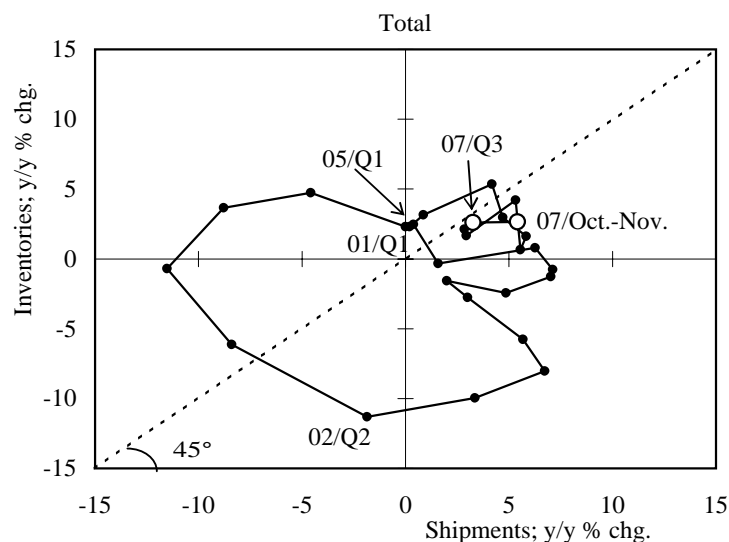 Total
15
10
5
0
-5
-10
-15
Inventories; y/y % chg.
05/Q1
07/Q3
07/Oct.-Nov.
01/Q1
02/Q2
45°
-15
-10
-5
0
5
10
15
Shipments; y/y % chg.